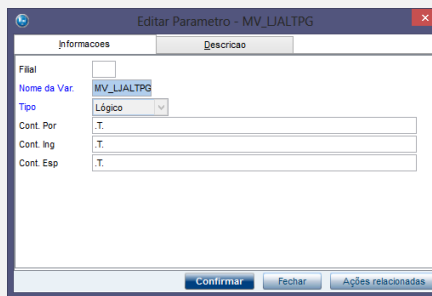 Editar Parametro - MV_LJALTPG
Informacoes
Descricao
Filial
Nome da Var. MV_LJALTPG
Tipo Lógico
Cont. Por .T.
Cont. Ing .T.
Cont. Esp .T.
Confirmar Fechar Ações relacionadas